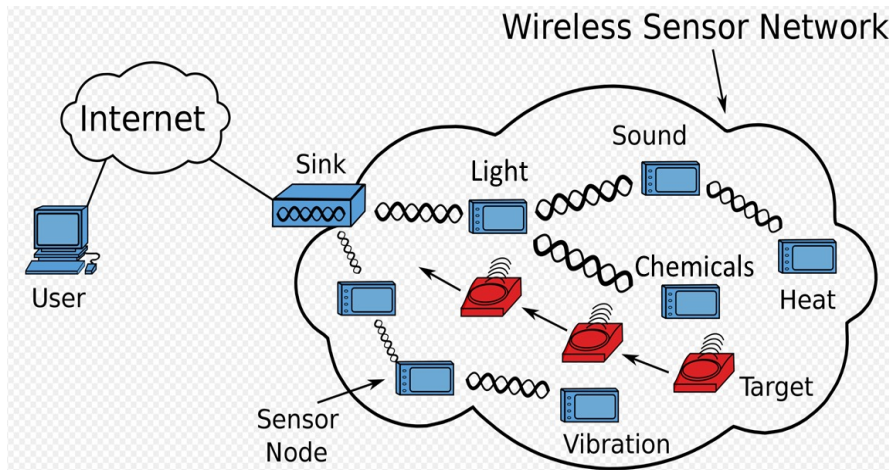 Wireless Sensor Network
Internet
Sound
Sink
Light
Chemicals
User
Heat
Target
Sensor
Node
Vibration